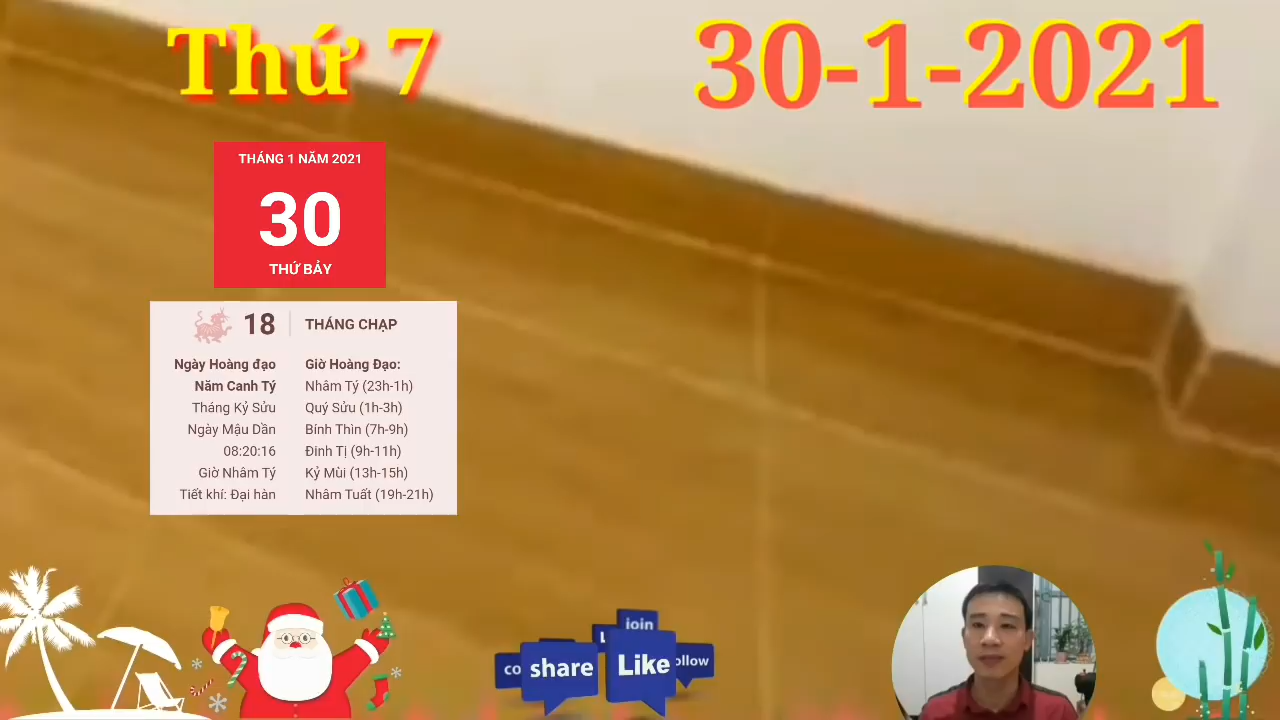 Thứ 7
30-1-2021
THÁNG 1 NĂM 2021
30
THỨ BẢY
18
THÁNG CHẠP
Ngày Hoàng đạo
Năm Canh Tý
Tháng Kỷ Sửu
Ngày Mậu Dần
08:20:16
Giờ Nhâm Tý
Tiết khí: Đại hàn
Giờ Hoàng Đạo:
Nhâm Tý (23h-1h)
Quý Sửu (1h-3h)
Bính Thìn (7h-9h)
Đinh Tị (9h-11h)
Kỷ Mùi (13h-15h)
Nhâm Tuất (19h-21h)
join
share
Like